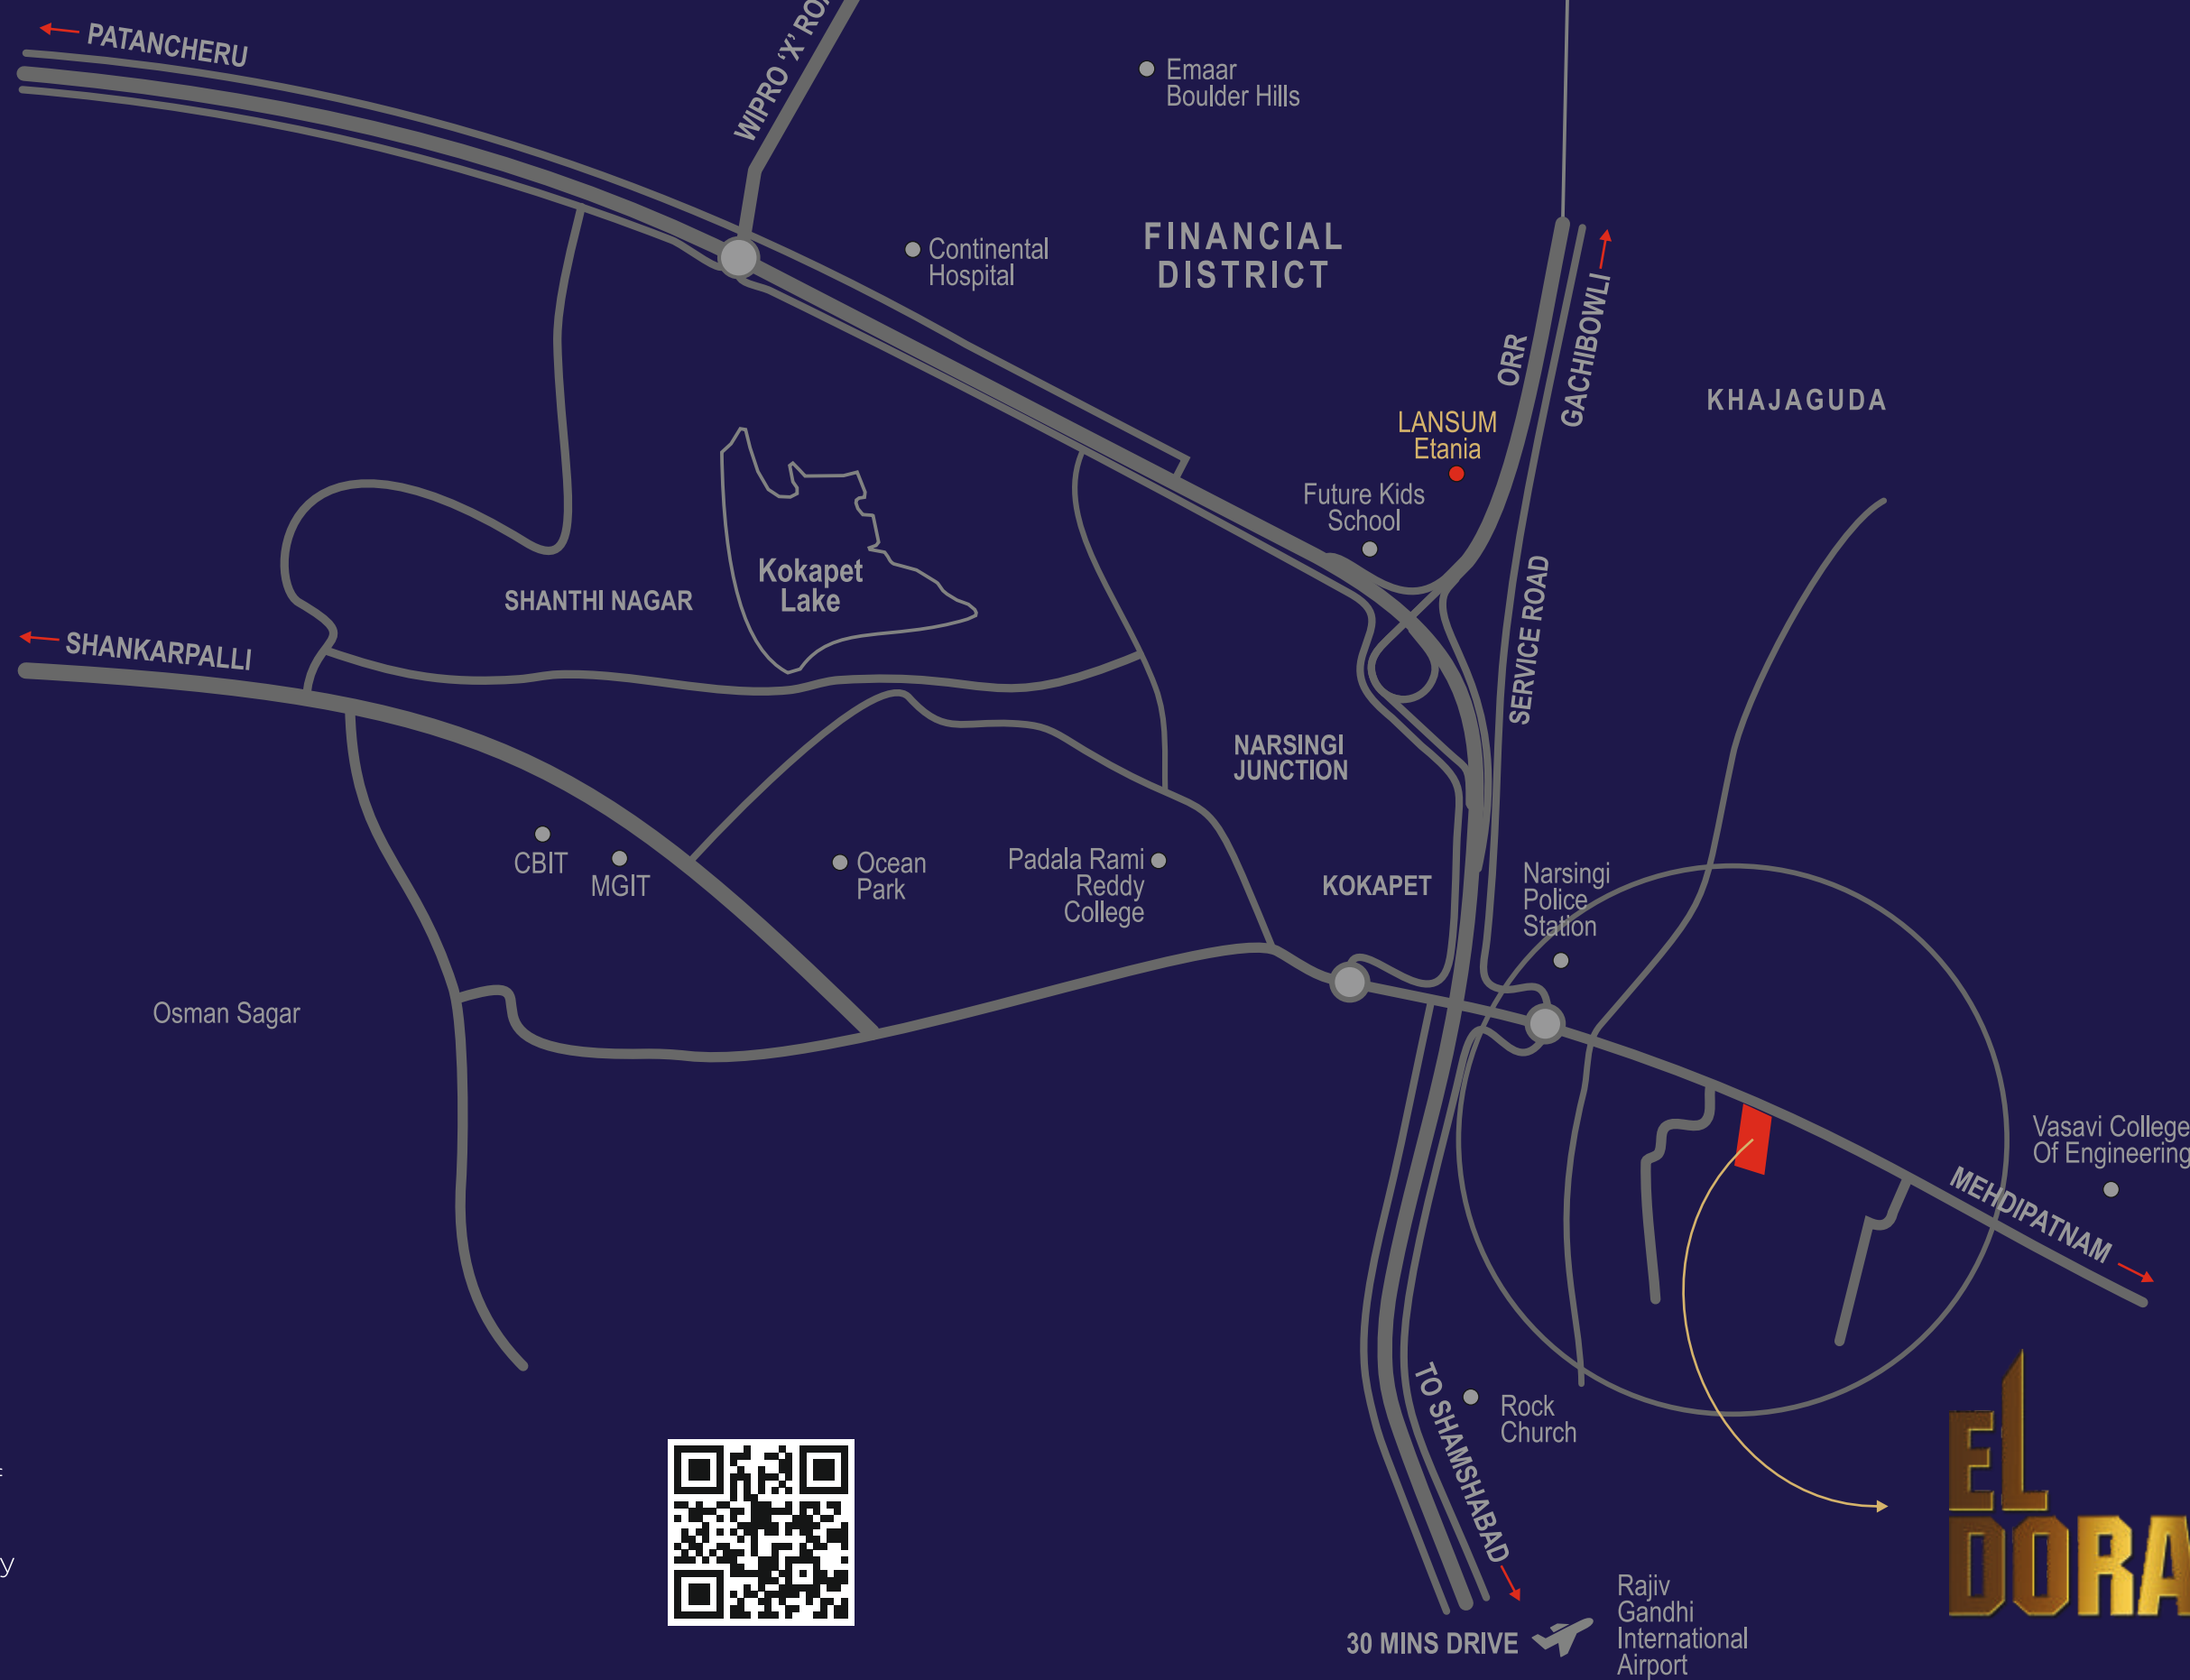 PATANCHERU
Emaar
Boulder Hills
Continental
Hospital
FINANCIAL
DISTRICT
ORR
GACHIBOWLI
KHAJAGUDA
LANSUM
Etania
Future Kids
School
SERVICE ROAD
Kokapet
Lake
SHANTHI NAGAR
SHANKARPALLI
NARSINGI
JUNCTION
CBIT
MGIT
Ocean
Park
Padala Rami
Reddy
College
KOKAPET
Narsingi
Police
Station
Osman Sagar
Vasavi College
Of Engineering
MEHDIPATNAM
TO SHAMSHABAD
Rock
Church
EL
DORA
y
30 MINS DRIVE
Rajiv
Gandhi
International
Airport
WIPRO ‘X’